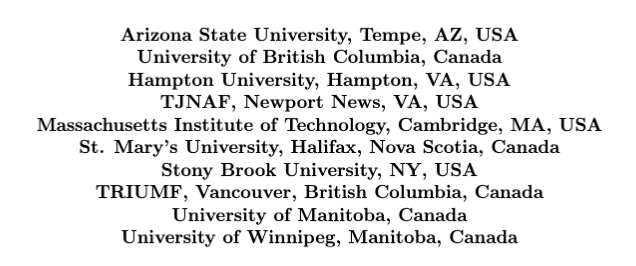 Arizona State University, Tempe, AZ, USA
University of British Columbia, Canada
Hampton University, Hampton, VA, USA
TJNAF, Newport News, VA, USA
Massachusetts Institute of Technology, Cambridge, MA, USA
St. Mary's University, Halifax, Nova Scotia, Canada
Stony Brook University, NY, USA
TRIUMF, Vancouver, British Columbia, Canada
University of Manitoba, Canada
University of Winnipeg, Manitoba, Canada